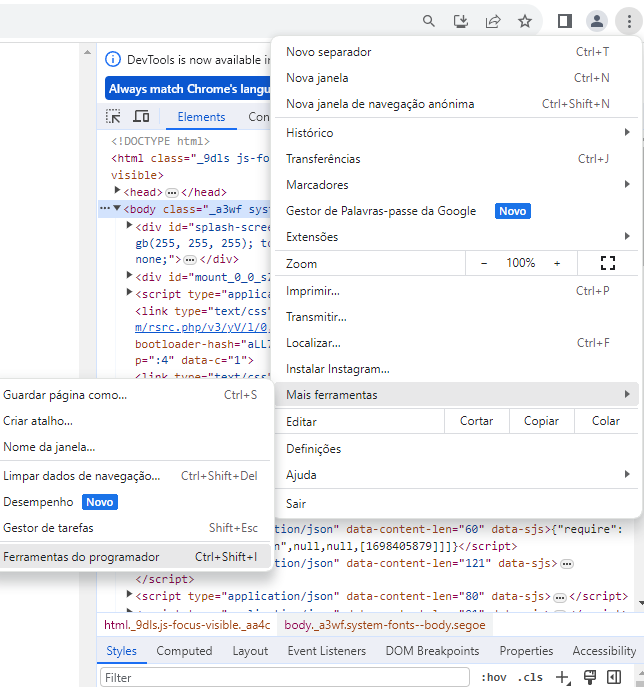 DevTools is now available i
Always match Chrome's langu
Elements
Con
<!DOCTYPE html>
<html class="_9dls js-fo
visible>
<head> </head>
<body class="_a3wf sys
<div id="splash-scree
gb(255, 255, 255); to
none;"> </div>
<div id="mount_0_0_s
<script type="applica
<link type="text/css"
m/rsrc.php/v3/yV/l/0,
bootloader-hash="aLL7
p=":4" data-c="1">
<link type="text/css"
Novo separador Ctrl+T
Nova janela Ctrl+N
Nova janela de navegação anónima Ctrl+Shift+N
Histórico
Transferências Ctrl+J
Marcadores
Gestor de Palavras-passe da Google Novo
Extensões
Zoom - 100% +
Imprimir... Ctrl+P
Transmitir...
Localizar... Ctrl+F
Instalar Instagram...
Mais ferramentas
Editar Cortar Copiar Colar
Definições
Ajuda
Sair
Guardar página como... Ctrl+S
Criar atalho...
Nome da janela...
Limpar dados de navegação... Ctrl+Shift+Del
Desempenho Novo
Gestor de tarefas Shift+Esc
Ferramentas do programador Ctrl+Shift+I
tion/json" data-content-len="60" data-sjs>{"require":
",null,null,[1698405879]]]}</script>
tion/json" data-content-len="121" data-sjs>
</script>
<script type="application/json" data-content-len="80" data-sjs> </script>
html._9dls.js-focus-visible._aa4c body._a3wf.system-fonts--body.segoe
Styles Computed Layout Event Listeners DOM Breakpoints Properties Accessibility
Filter :hov .cls